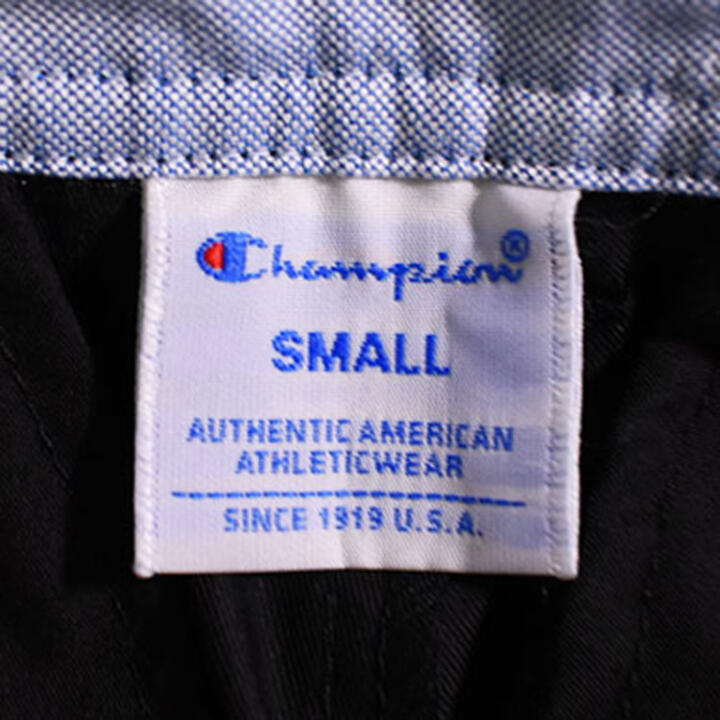 Champion®
SMALL
AUTHENTIC AMERICAN
ATHLETICWEAR
SINCE 1919 U.S.A.